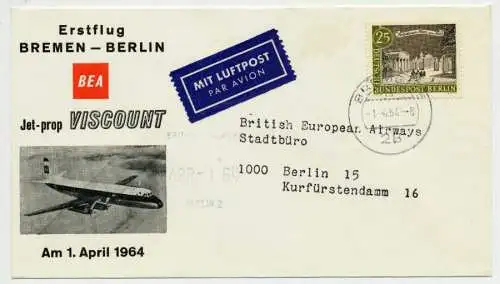 Erstflug
BREMEN – BERLIN
BEA
Jet-prop VISCOUNT
Am 1. April 1964
MIT LUFTPOST
PAR AVION
25
DEUTSCHE BUNDESPOST BERLIN
British European Airways
Stadtbüro
1000 Berlin 15
Kurfürstendamm 16